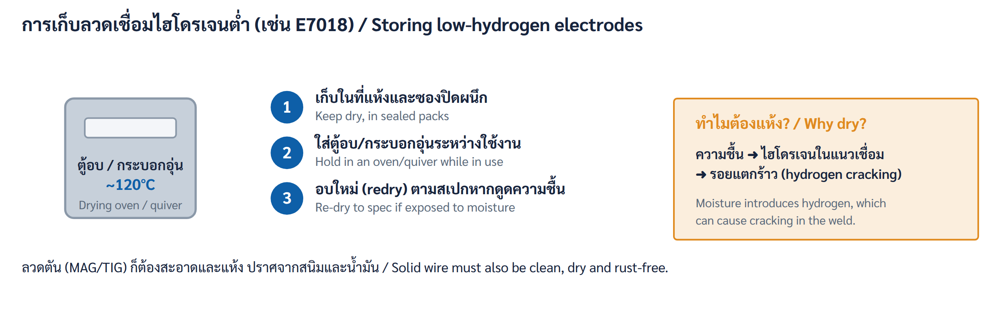 การเก็บลวดเชื่อมไฮโดรเจนต่ำ (เช่น E7018) / Storing low-hydrogen electrodes
ตู้อบ / กระบอกอุ่น
~120°C
Drying oven / quiver
1
เก็บในที่แห้งและซองปิดผนึก
Keep dry, in sealed packs
2
ใส่ตู้อบ/กระบอกอุ่นระหว่างใช้งาน
Hold in an oven/quiver while in use
3
อบใหม่ (redry) ตามสเปกหากดูดความชื้น
Re-dry to spec if exposed to moisture
ทำไมต้องแห้ง? / Why dry?
ความชื้น ➜ ไฮโดรเจนในแนวเชื่อม
➜ รอยแตกร้าว (hydrogen cracking)
Moisture introduces hydrogen, which
can cause cracking in the weld.
ลวดตัน (MAG/TIG) ก็ต้องสะอาดและแห้ง ปราศจากสนิมและน้ำมัน / Solid wire must also be clean, dry and rust-free.